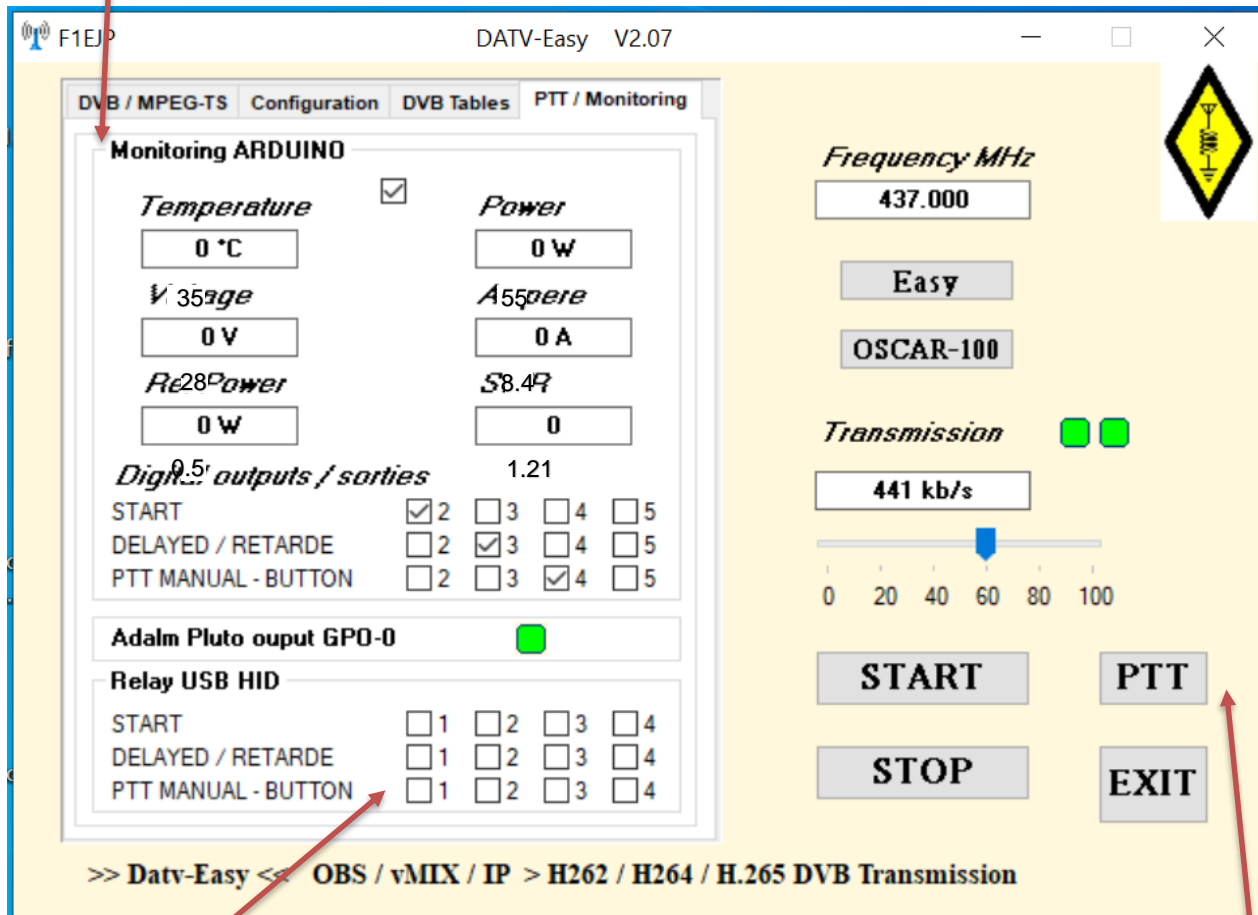 F1EJP DATV-Easy V2.07
DVB / MPEG-TS Configuration DVB Tables PTT / Monitoring
Monitoring ARDUINO
Temperature Power
0 °C 0 W
35 55
0 V 0 A
28 Power 8.4
0 W 0
0.5 1.21
outputs / sorties
START 2 3 4 5
DELAYED / RETARDE 2 3 4 5
PTT MANUAL - BUTTON 2 3 4 5
Adalm Pluto ouput GPO-0
Relay USB HID
START 1 2 3 4
DELAYED / RETARDE 1 2 3 4
PTT MANUAL - BUTTON 1 2 3 4
Frequency MHz
437.000
Easy
OSCAR-100
Transmission
441 kb/s
0 20 40 60 80 100
START PTT
STOP EXIT
>> Datv-Easy << OBS / vMIX / IP > H262 / H264 / H.265 DVB Transmission